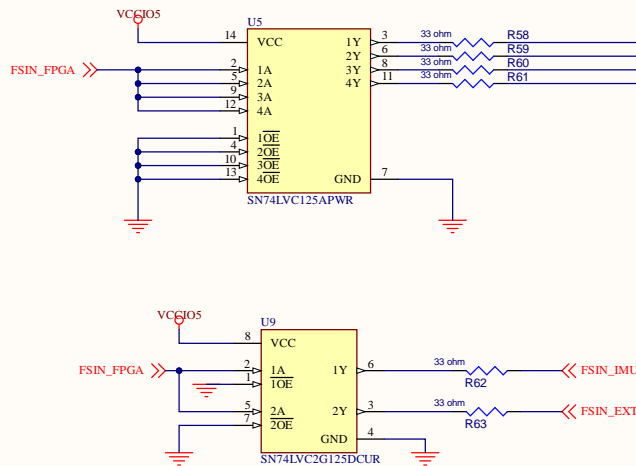 VCCIO5
U5
14 VCC 1Y 3 33 ohm R58
2Y 6 33 ohm R59
FSIN_FPGA 2 1A 3Y 8 33 ohm R60
5 2A 4Y 11 33 ohm R61
9 3A
12 4A
1 1OE
4 2OE
10 3OE
13 4OE GND 7
SN74LVC125APWR
VCCIO5
U9
8 VCC
FSIN_FPGA 2 1A 1Y 6 33 ohm R62 FSIN_IMU
1 1OE
5 2A 2Y 3 33 ohm R63 FSIN_EXT
7 2OE
GND 4
SN74LVC2G125DCUR